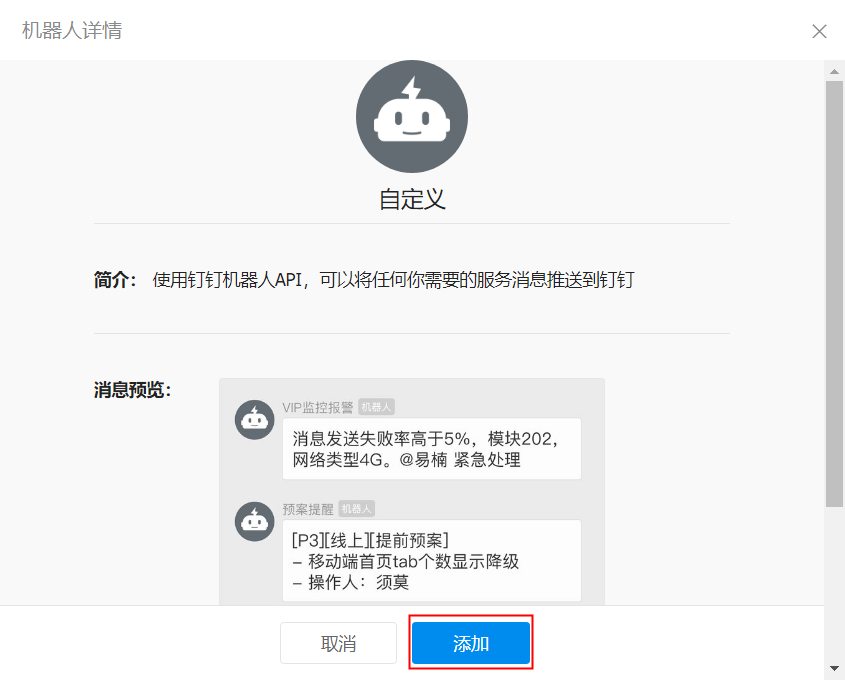 机器人详情
自定义
简介： 使用钉钉机器人API，可以将任何你需要的服务消息推送到钉钉
消息预览：
VIP监控报警 机器人
消息发送失败率高于5%，模块202，
网络类型4G。@易楠 紧急处理
预案提醒 机器人
[P3][线上][提前预案]
– 移动端首页tab个数显示降级
– 操作人：须莫
取消 添加